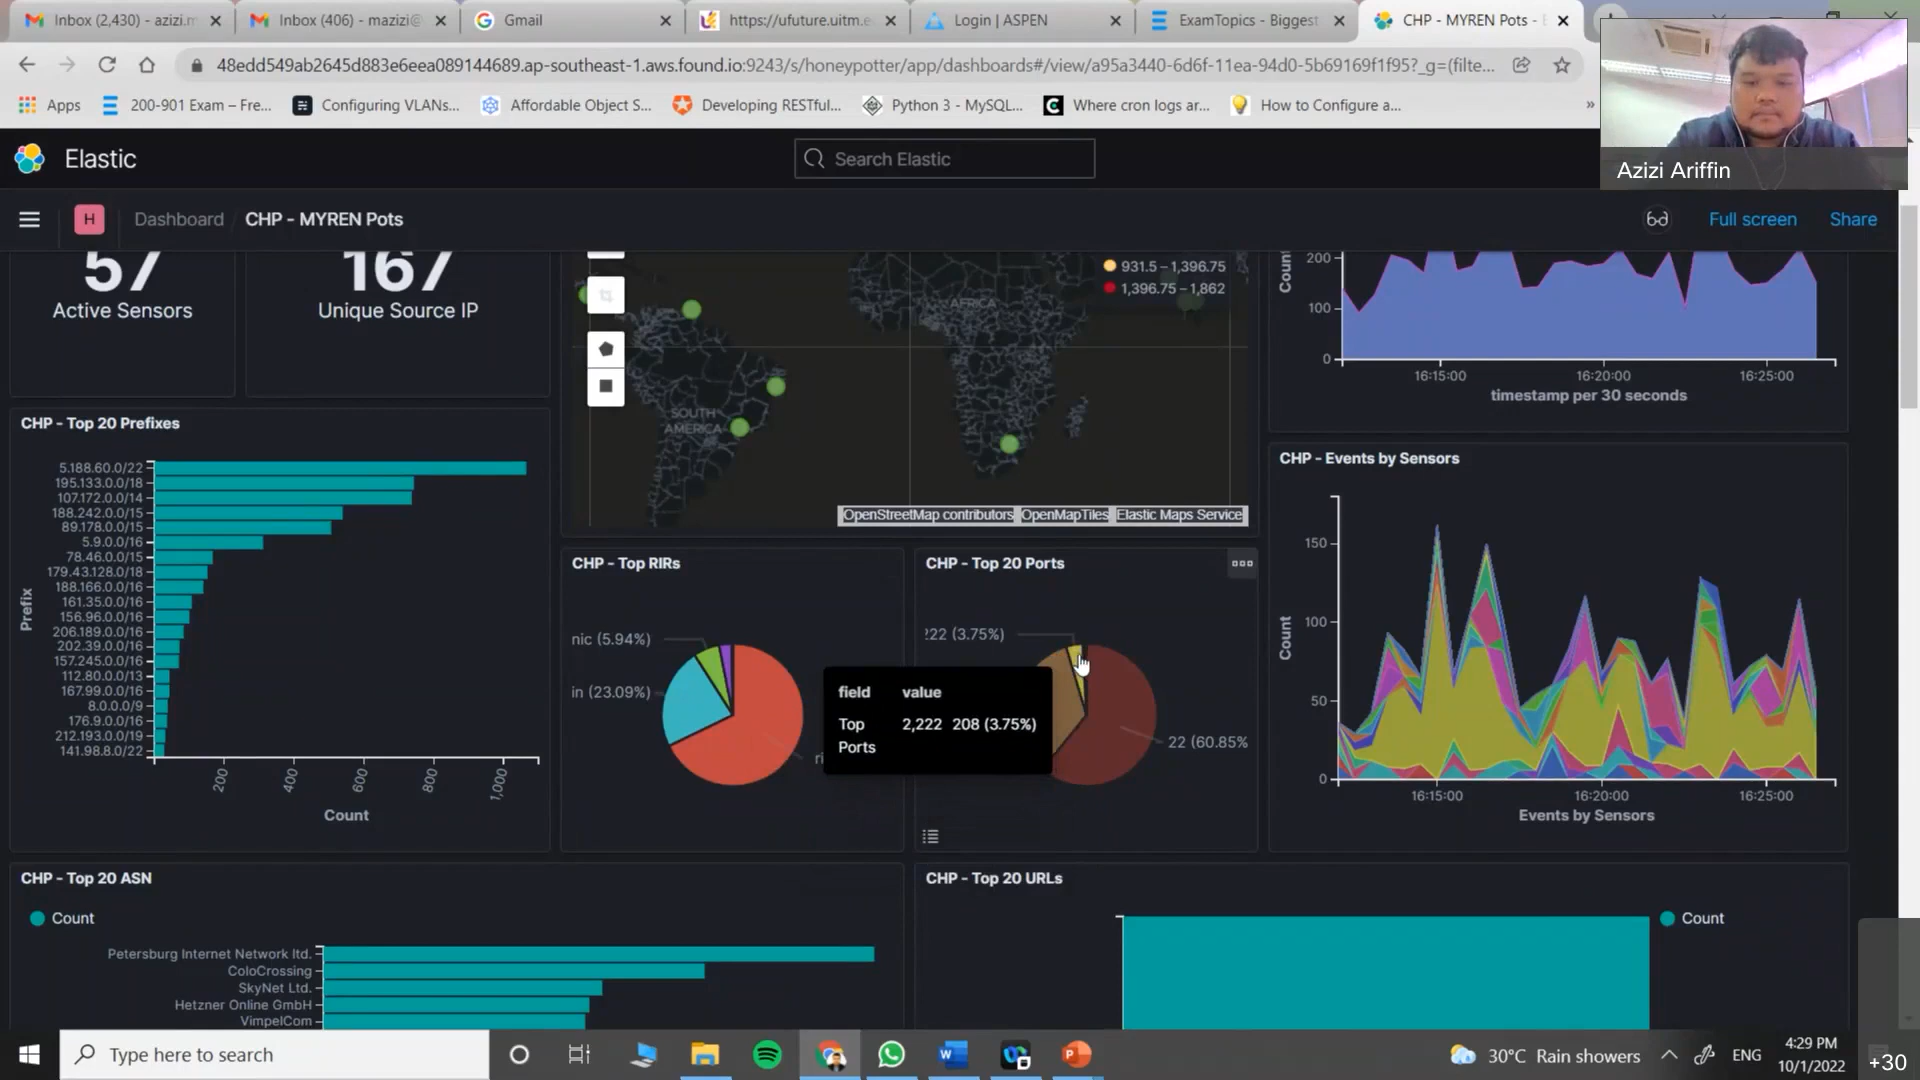 Inbox (2,430) - azizi.m
Inbox (406) - mazizi@
Gmail
https://ufuture.uitm.e
Login | ASPEN
ExamTopics - Biggest
CHP - MYREN Pots -
48edd549ab2645d883e6eea089144689.ap-southeast-1.aws.found.io:9243/s/honeypotter/app/dashboards#/view/a95a3440-6d6f-11ea-94d0-5b69169f1f95?_g=(filte...
Apps
200-901 Exam – Fre...
Configuring VLANs...
Affordable Object S...
Developing RESTful...
Python 3 - MySQL...
Where cron logs ar...
How to Configure a...
»
Azizi Ariffin
Elastic
Search Elastic
H
Dashboard
CHP - MYREN Pots
Full screen
Share
57
Active Sensors
167
Unique Source IP
931.5 – 1,396.75
1,396.75 – 1,862
AFRICA
SOUTH
AMERICA
OpenStreetMap contributors
OpenMapTiles
Elastic Maps Service
Count
200
100
0
16:15:00
16:20:00
16:25:00
timestamp per 30 seconds
CHP - Top 20 Prefixes
Prefix
5.188.60.0/22
195.133.0.0/18
107.172.0.0/14
188.242.0.0/15
89.178.0.0/15
5.9.0.0/16
78.46.0.0/15
179.43.128.0/18
188.166.0.0/16
161.35.0.0/16
156.96.0.0/16
206.189.0.0/16
202.39.0.0/16
157.245.0.0/16
112.80.0.0/13
167.99.0.0/16
8.0.0.0/9
176.9.0.0/16
212.193.0.0/19
141.98.8.0/22
200
400
600
800
1,000
Count
CHP - Top RIRs
nic (5.94%)
in (23.09%)
ri
CHP - Top 20 Ports
222 (3.75%)
22 (60.85%
field value
Top 2,222 208 (3.75%)
Ports
CHP - Events by Sensors
Count
150
100
50
0
16:15:00
16:20:00
16:25:00
Events by Sensors
CHP - Top 20 ASN
Count
Petersburg Internet Network ltd.
ColoCrossing
SkyNet Ltd.
Hetzner Online GmbH
VimpelCom
CHP - Top 20 URLs
Count
Type here to search
30°C Rain showers
ENG
4:29 PM
10/1/2022
+30